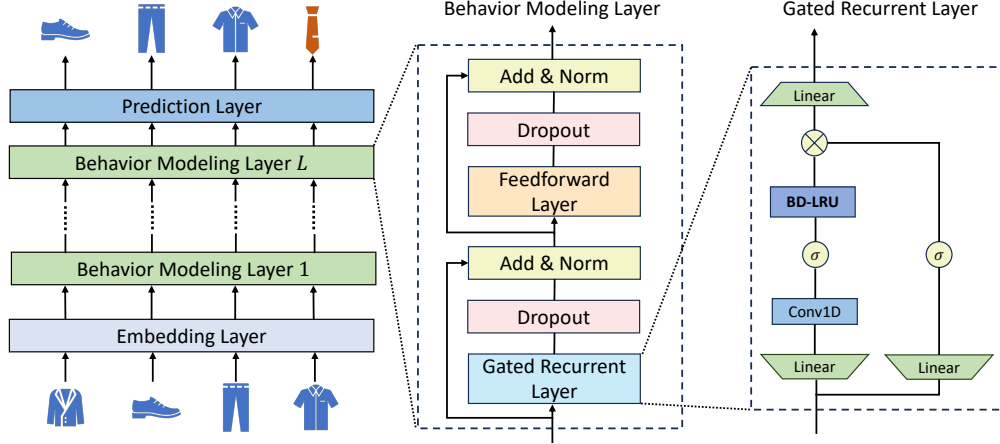 Behavior Modeling Layer
Gated Recurrent Layer
Prediction Layer
Behavior Modeling Layer L
Behavior Modeling Layer 1
Embedding Layer
Add & Norm
Dropout
Feedforward
Layer
Add & Norm
Dropout
Gated Recurrent
Layer
Linear
BD-LRU
σ
σ
Conv1D
Linear
Linear